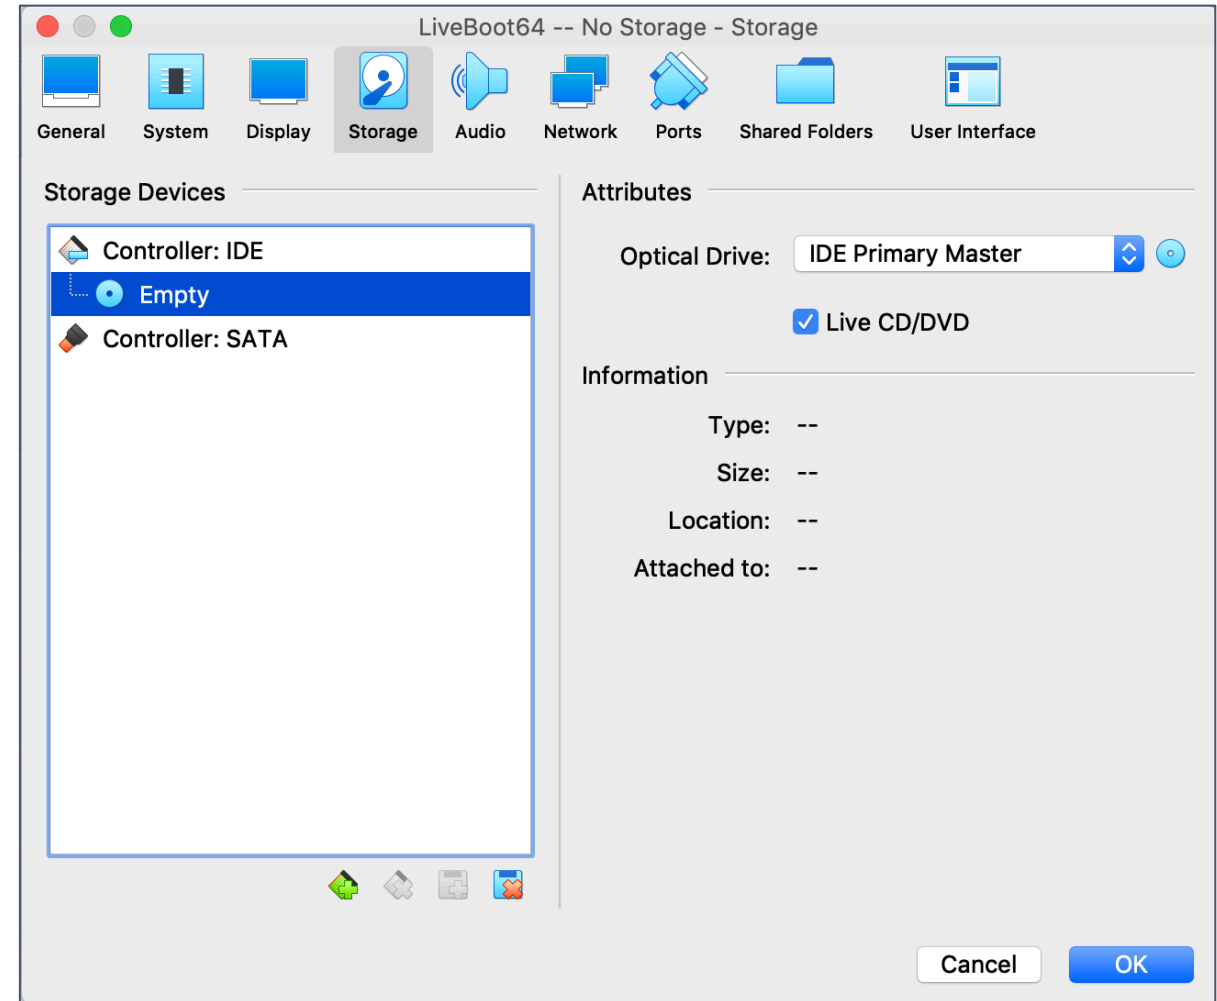 LiveBoot64 -- No Storage - Storage
General System Display Storage Audio Network Ports Shared Folders User Interface
Storage Devices
Controller: IDE
Empty
Controller: SATA
Attributes
Optical Drive: IDE Primary Master
Live CD/DVD
Information
Type: --
Size: --
Location: --
Attached to: --
Cancel OK